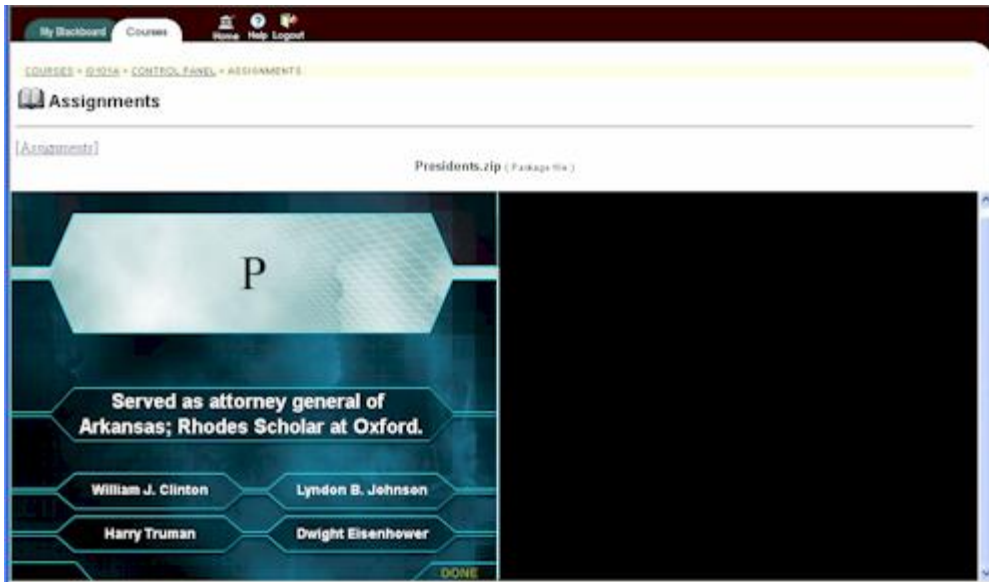 My Blackboard Courses Home Help Logout
COURSES > ID101A > CONTROL PANEL > ASSIGNMENTS
Assignments
[Assignments]
Presidents.zip ( Package file )
P
Served as attorney general of
Arkansas; Rhodes Scholar at Oxford.
William J. Clinton Lyndon B. Johnson
Harry Truman Dwight Eisenhower
DONE